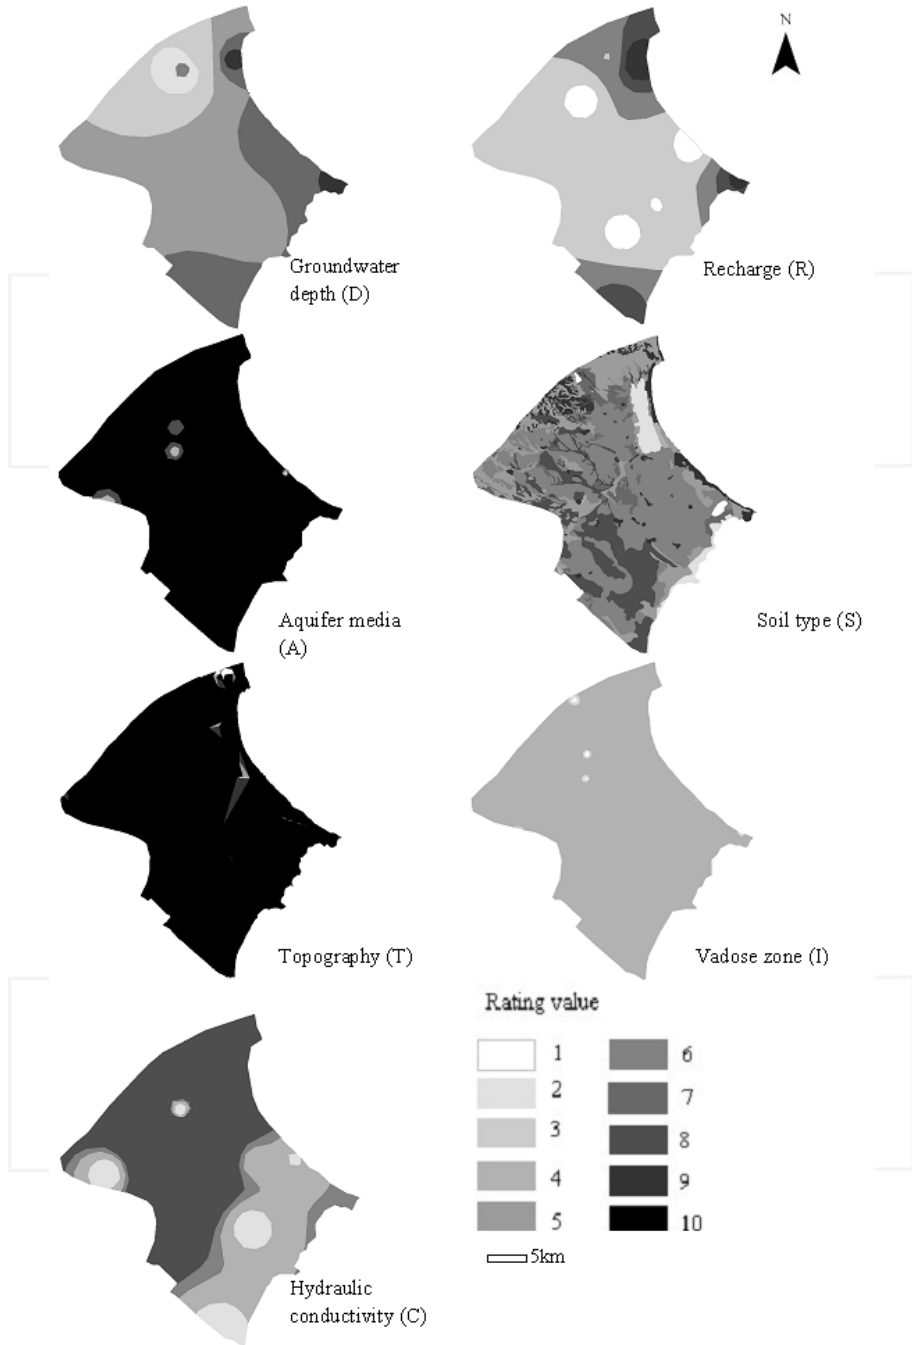 N
Groundwater
depth (D)
Recharge (R)
Aquifer media
(A)
Soil type (S)
Topography (T)
Vadose zone (I)
Rating value
1
2
3
4
5
6
7
8
9
10
5km
Hydraulic
conductivity (C)